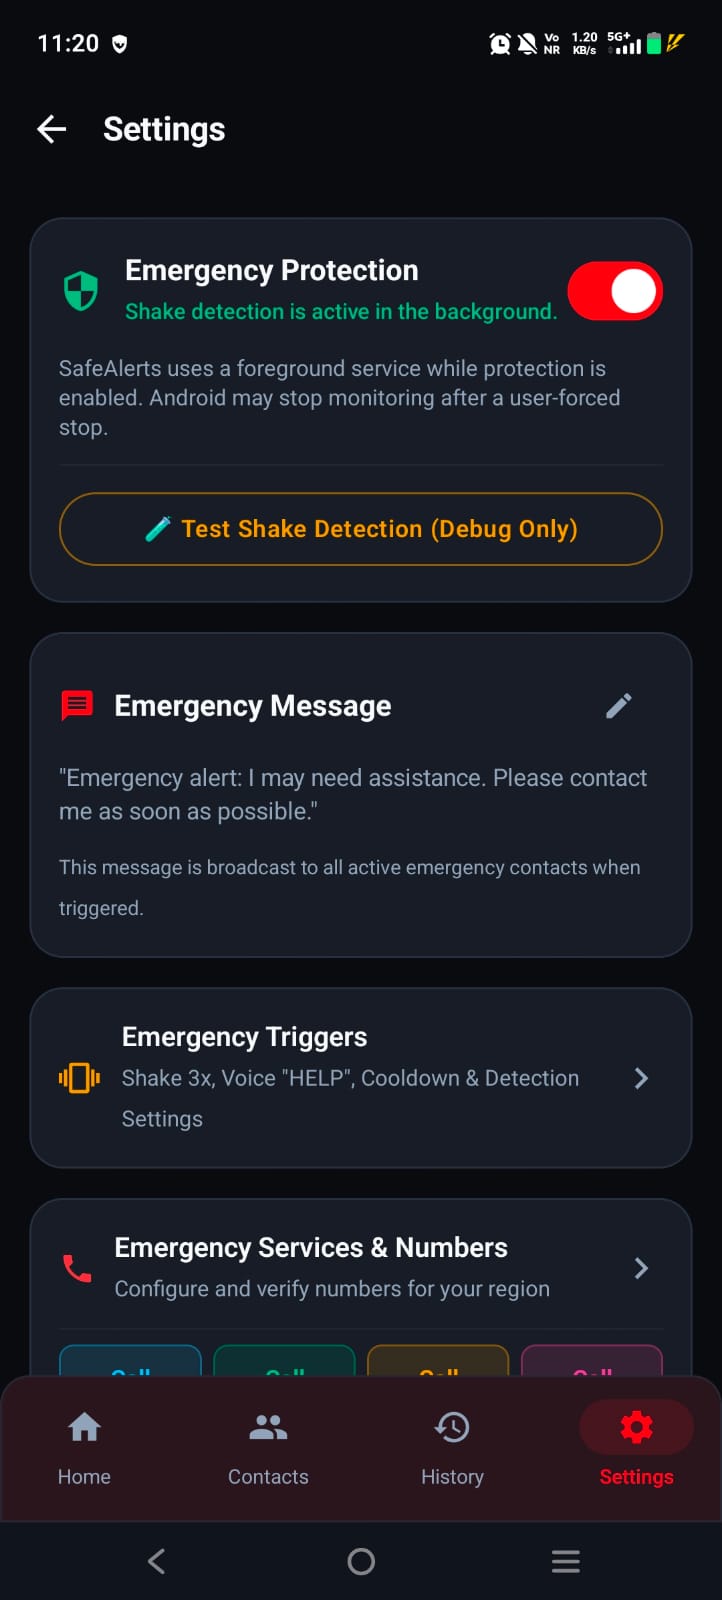 11:20
Vo NR 1.20 KB/s 5G+
Settings
Emergency Protection
Shake detection is active in the background.
SafeAlerts uses a foreground service while protection is
enabled. Android may stop monitoring after a user-forced
stop.
Test Shake Detection (Debug Only)
Emergency Message
"Emergency alert: I may need assistance. Please contact
me as soon as possible."
This message is broadcast to all active emergency contacts when
triggered.
Emergency Triggers
Shake 3x, Voice "HELP", Cooldown & Detection
Settings
Emergency Services & Numbers
Configure and verify numbers for your region
Call Call Call Call
Home Contacts History Settings